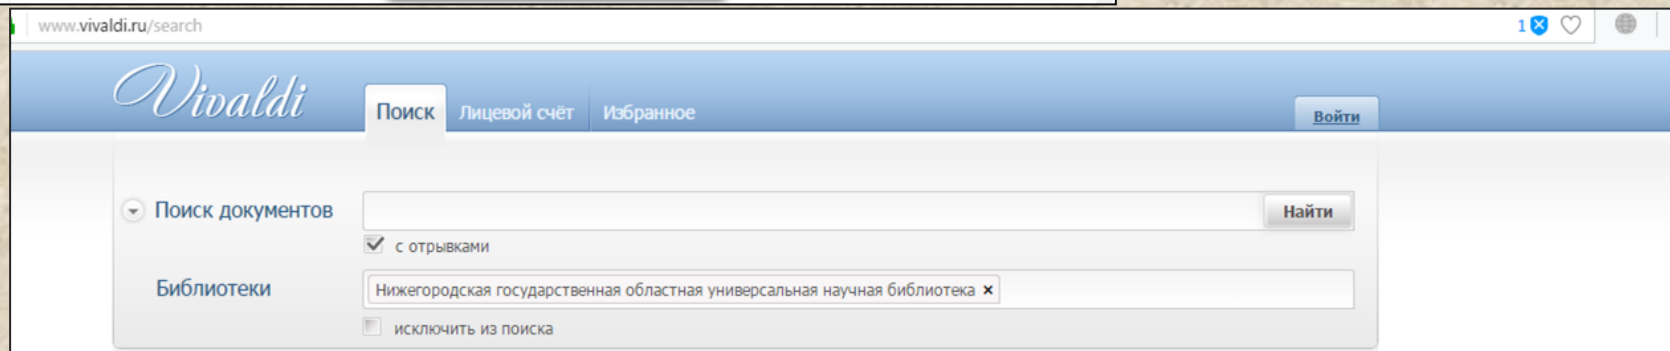 www.vivaldi.ru/search 1
Vivaldi Поиск Лицевой счёт Избранное Войти
Поиск документов Найти
с отрывками
Библиотеки Нижегородская государственная областная универсальная научная библиотека ×
исключить из поиска